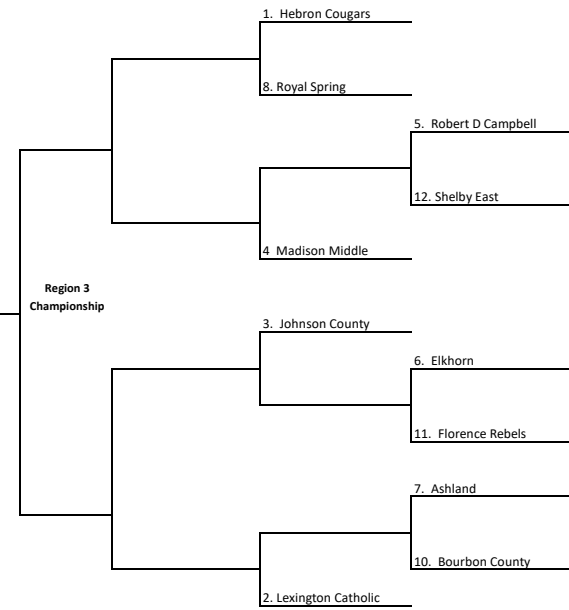 1. Hebron Cougars
8. Royal Spring
5. Robert D Campbell
12. Shelby East
4 Madison Middle
Region 3
Championship
3. Johnson County
6. Elkhorn
11. Florence Rebels
7. Ashland
10. Bourbon County
2. Lexington Catholic